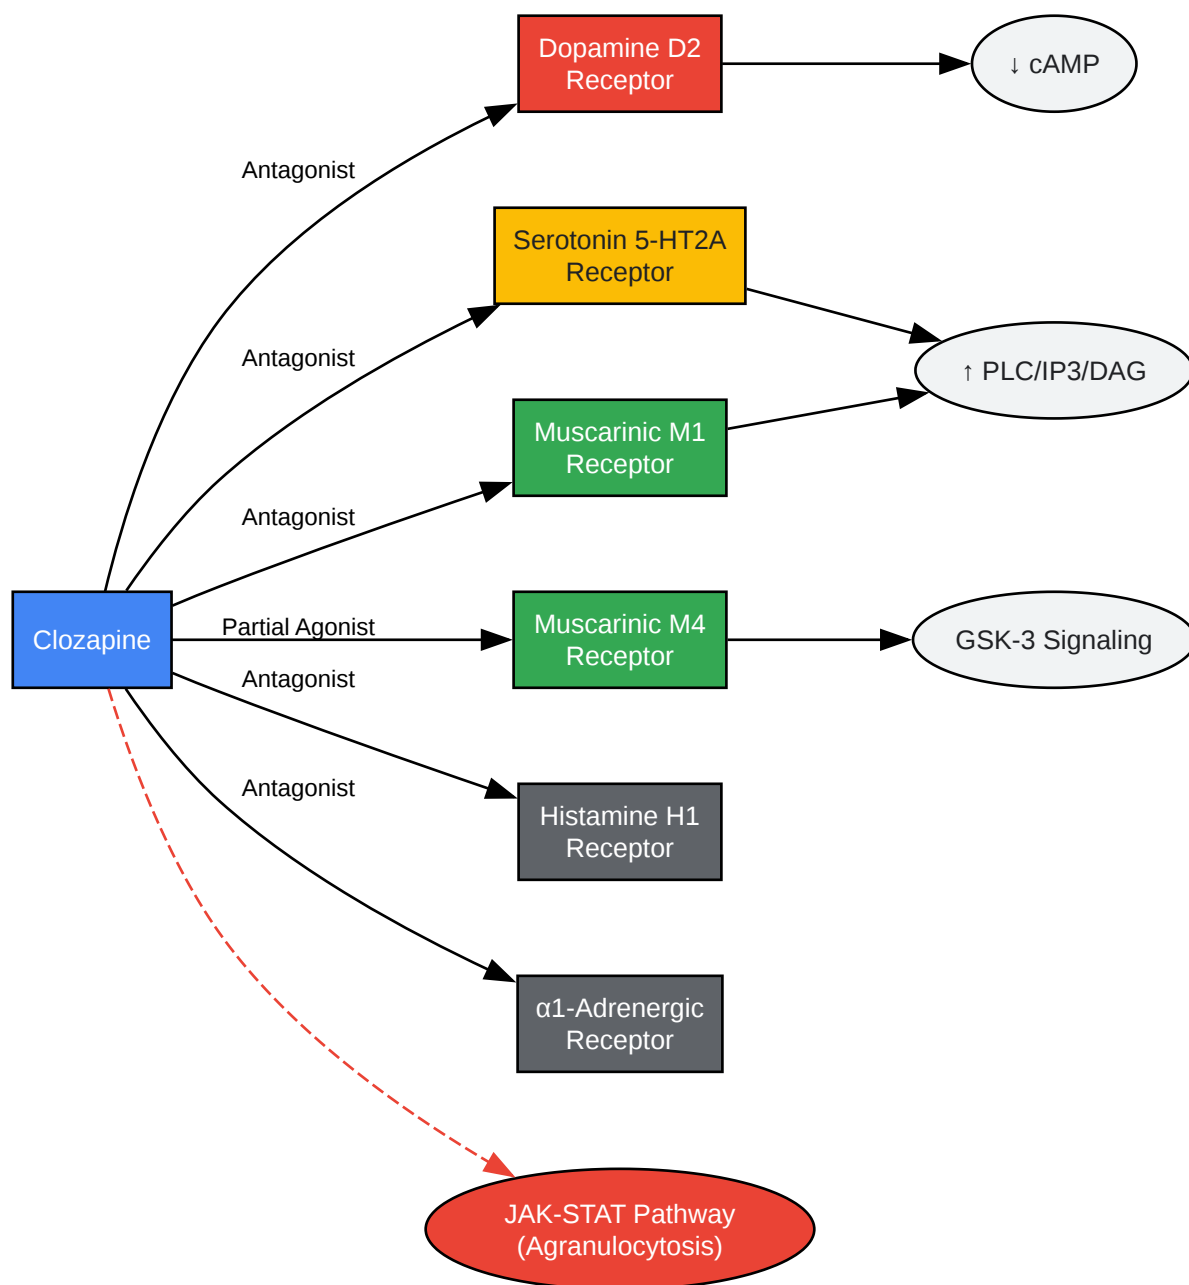 Dopamine D2
Receptor
↓ cAMP
Antagonist
Serotonin 5-HT2A
Receptor
Antagonist
↑ PLC/IP3/DAG
Muscarinic M1
Receptor
Antagonist
Clozapine
Partial Agonist
Muscarinic M4
Receptor
GSK-3 Signaling
Antagonist
Histamine H1
Receptor
Antagonist
α1-Adrenergic
Receptor
JAK-STAT Pathway
(Agranulocytosis)